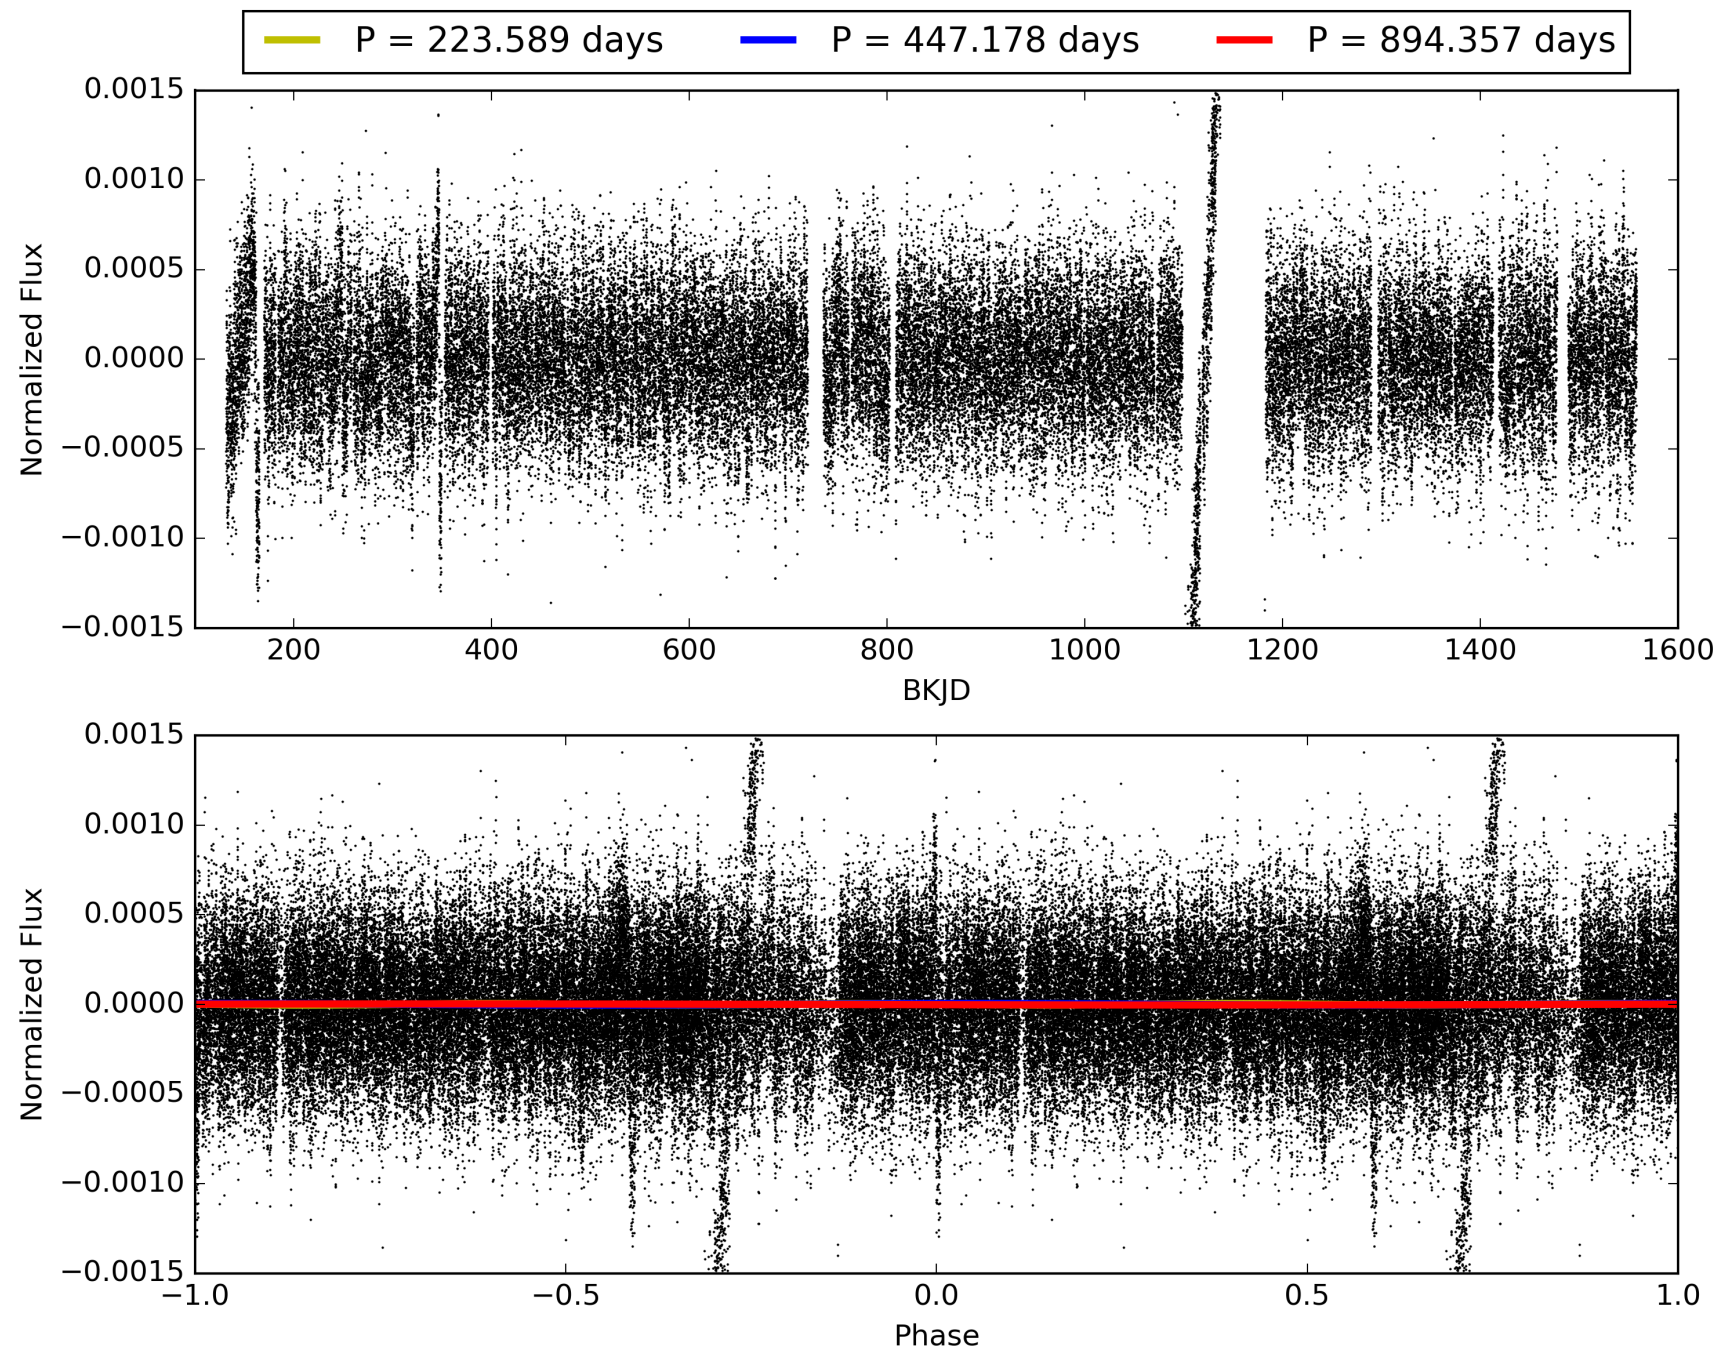 P = 223.589 days P = 447.178 days P = 894.357 days
0.0015
0.0010
0.0005
0.0000
−0.0005
−0.0010
−0.0015
Normalized Flux
200 400 600 800 1000 1200 1400 1600
BKJD
0.0015
0.0010
0.0005
0.0000
−0.0005
−0.0010
−0.0015
Normalized Flux
−1.0 −0.5 0.0 0.5 1.0
Phase